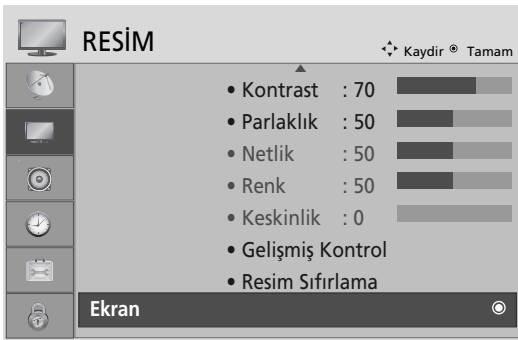 RESİM
Kaydir Tamam
• Kontrast : 70
• Parlaklık : 50
• Netlik : 50
• Renk : 50
• Keskinlik : 0
• Gelişmiş Kontrol
• Resim Sıfırlama
Ekran